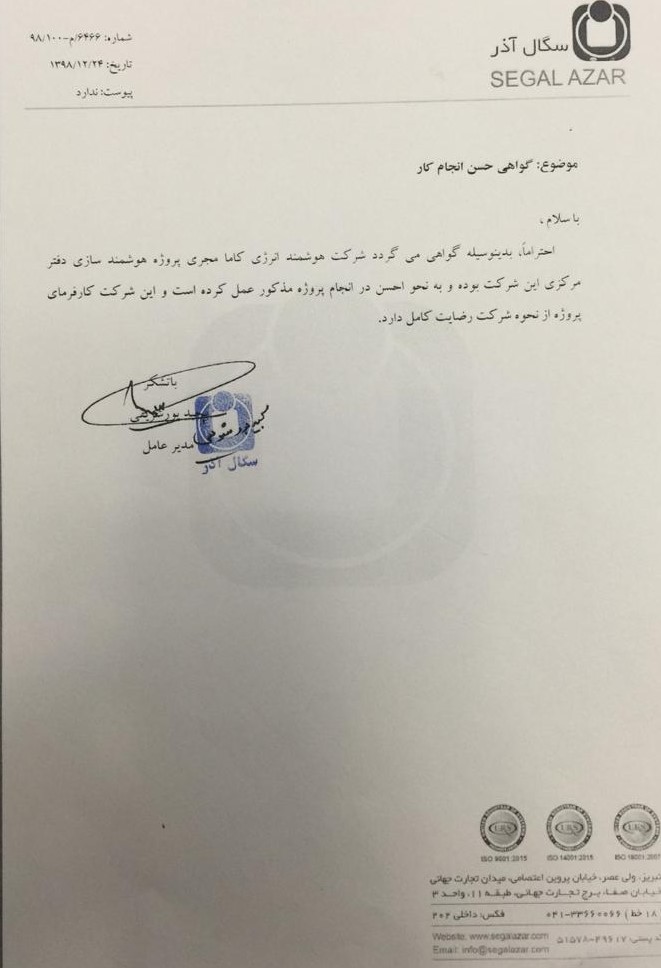 سگال آذر
SEGAL AZAR
شماره: ۶۴۶۶/م-۹۸/۱۰۰
تاریخ: ۱۳۹۸/۱۲/۲۴
پیوست: ندارد
موضوع: گواهی حسن انجام کار
با سلام،
احتراماً، بدینوسیله گواهی می گردد شرکت هوشمند انرژی کاما مجری پروژه هوشمند سازی دفتر
مرکزی این شرکت بوده و به نحو احسن در انجام پروژه مذکور عمل کرده است و این شرکت کارفرمای
پروژه از نحوه شرکت رضایت کامل دارد.
باتشکر
پورشریفی
مدیر عامل
سگال آذر
ISO 9001:2015 ISO 14001:2015 ISO 18001:2007
تبریز، ولی عصر، خیابان پروین اعتصامی، میدان تجارت جهانی
خیابان صفا، برج تجارت جهانی، طبقه ۱۱، واحد ۳
۰۴۱-۳۳۶۶۰۰۶۶ (۱۸ خط) فکس: داخلی ۲۰۲
کد پستی: ۵۱۵۷۸-۳۹۶۱۷ Website: www.segalazar.com
Email: info@segalazar.com